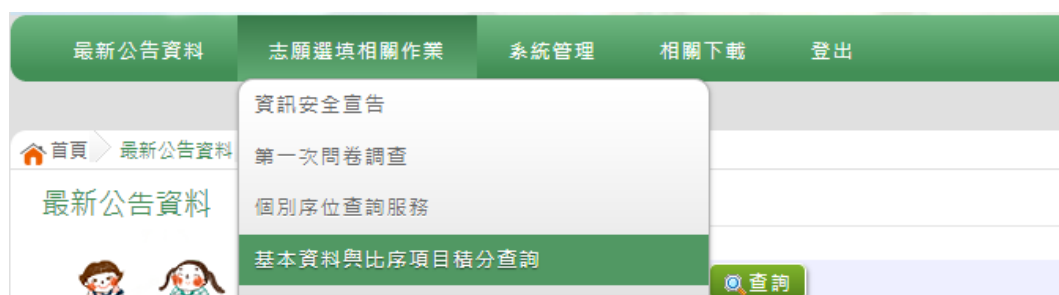 最新公告資料 志願選填相關作業 系統管理 相關下載 登出
資訊安全宣告
首頁 最新公告資料
第一次問卷調查
最新公告資料
個別序位查詢服務
基本資料與比序項目積分查詢
查詢